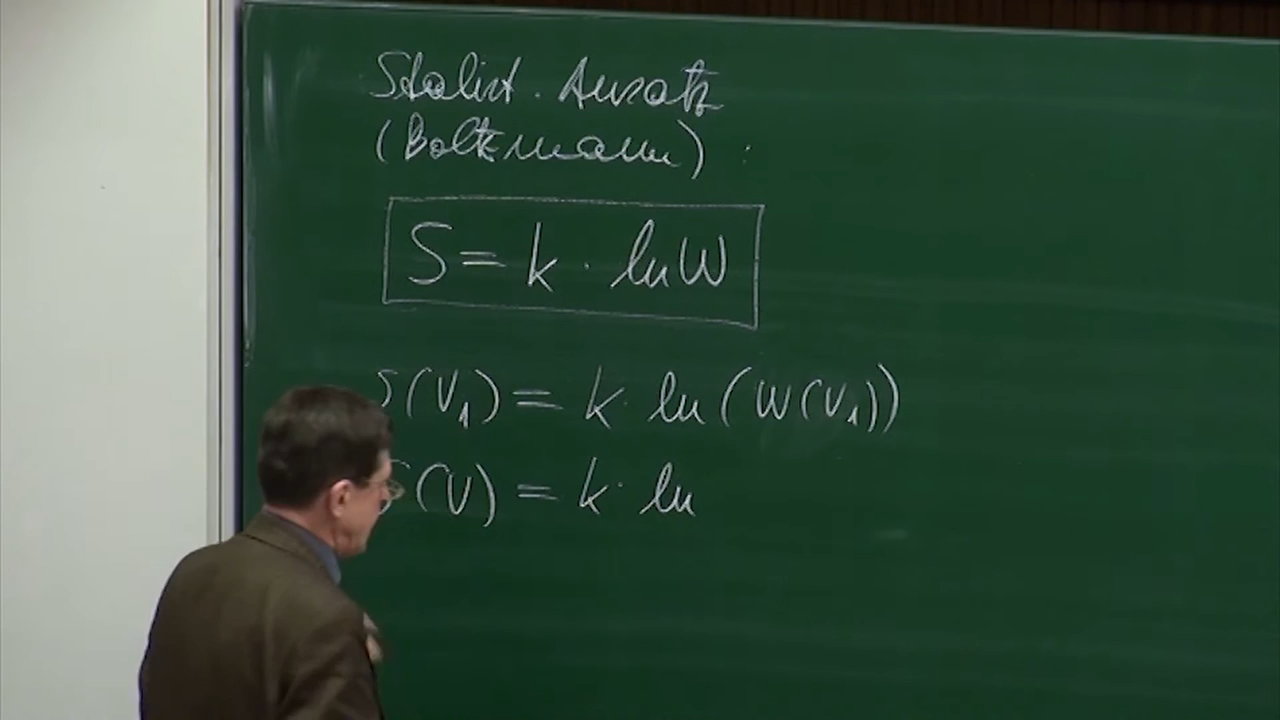 Statist. Ansatz
(Boltzmann) :
S = k · ln W
S(V₁) = k · ln (W(V₁))
S(V) = k · ln